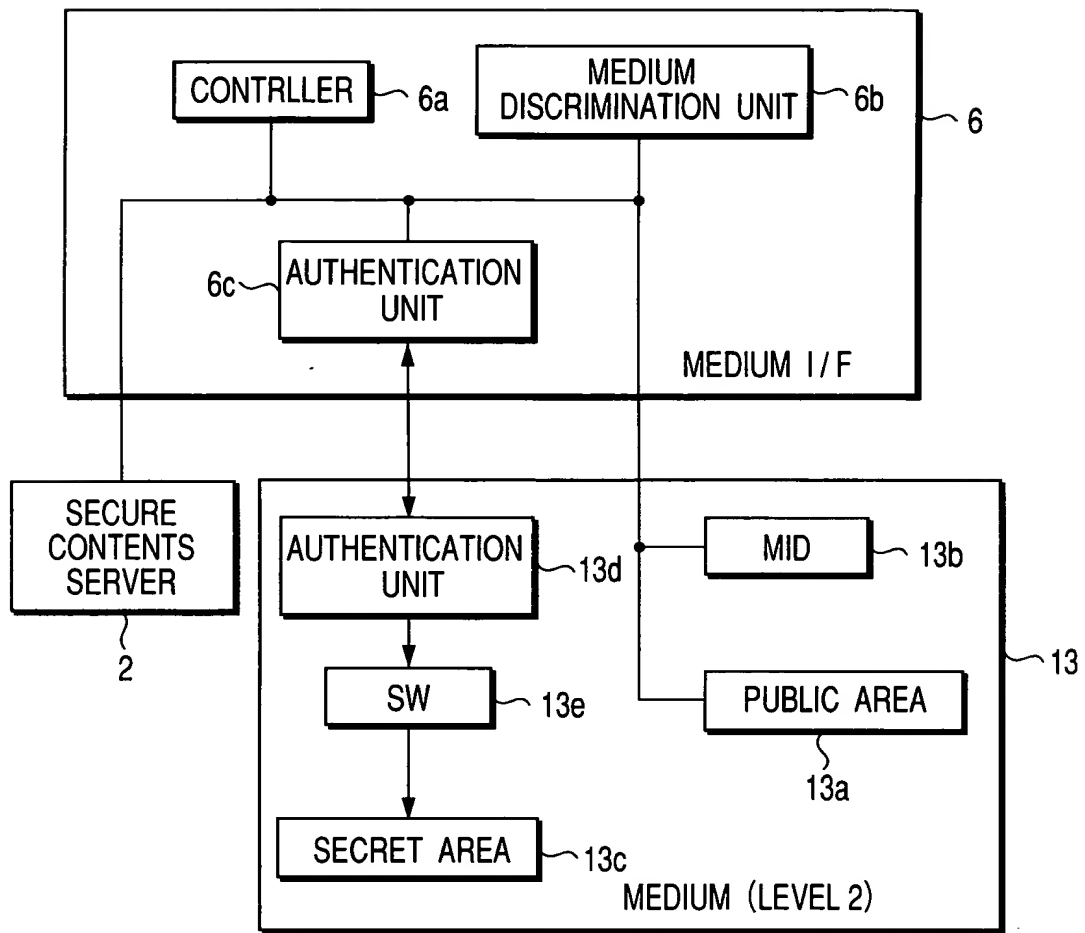 CONTRLLER
6a
MEDIUM
DISCRIMINATION UNIT
6b
6
AUTHENTICATION
UNIT
6c
MEDIUM I/F
SECURE
CONTENTS
SERVER
2
AUTHENTICATION
UNIT
13d
MID
13b
13
SW
13e
PUBLIC AREA
13a
SECRET AREA
13c
MEDIUM (LEVEL 2)